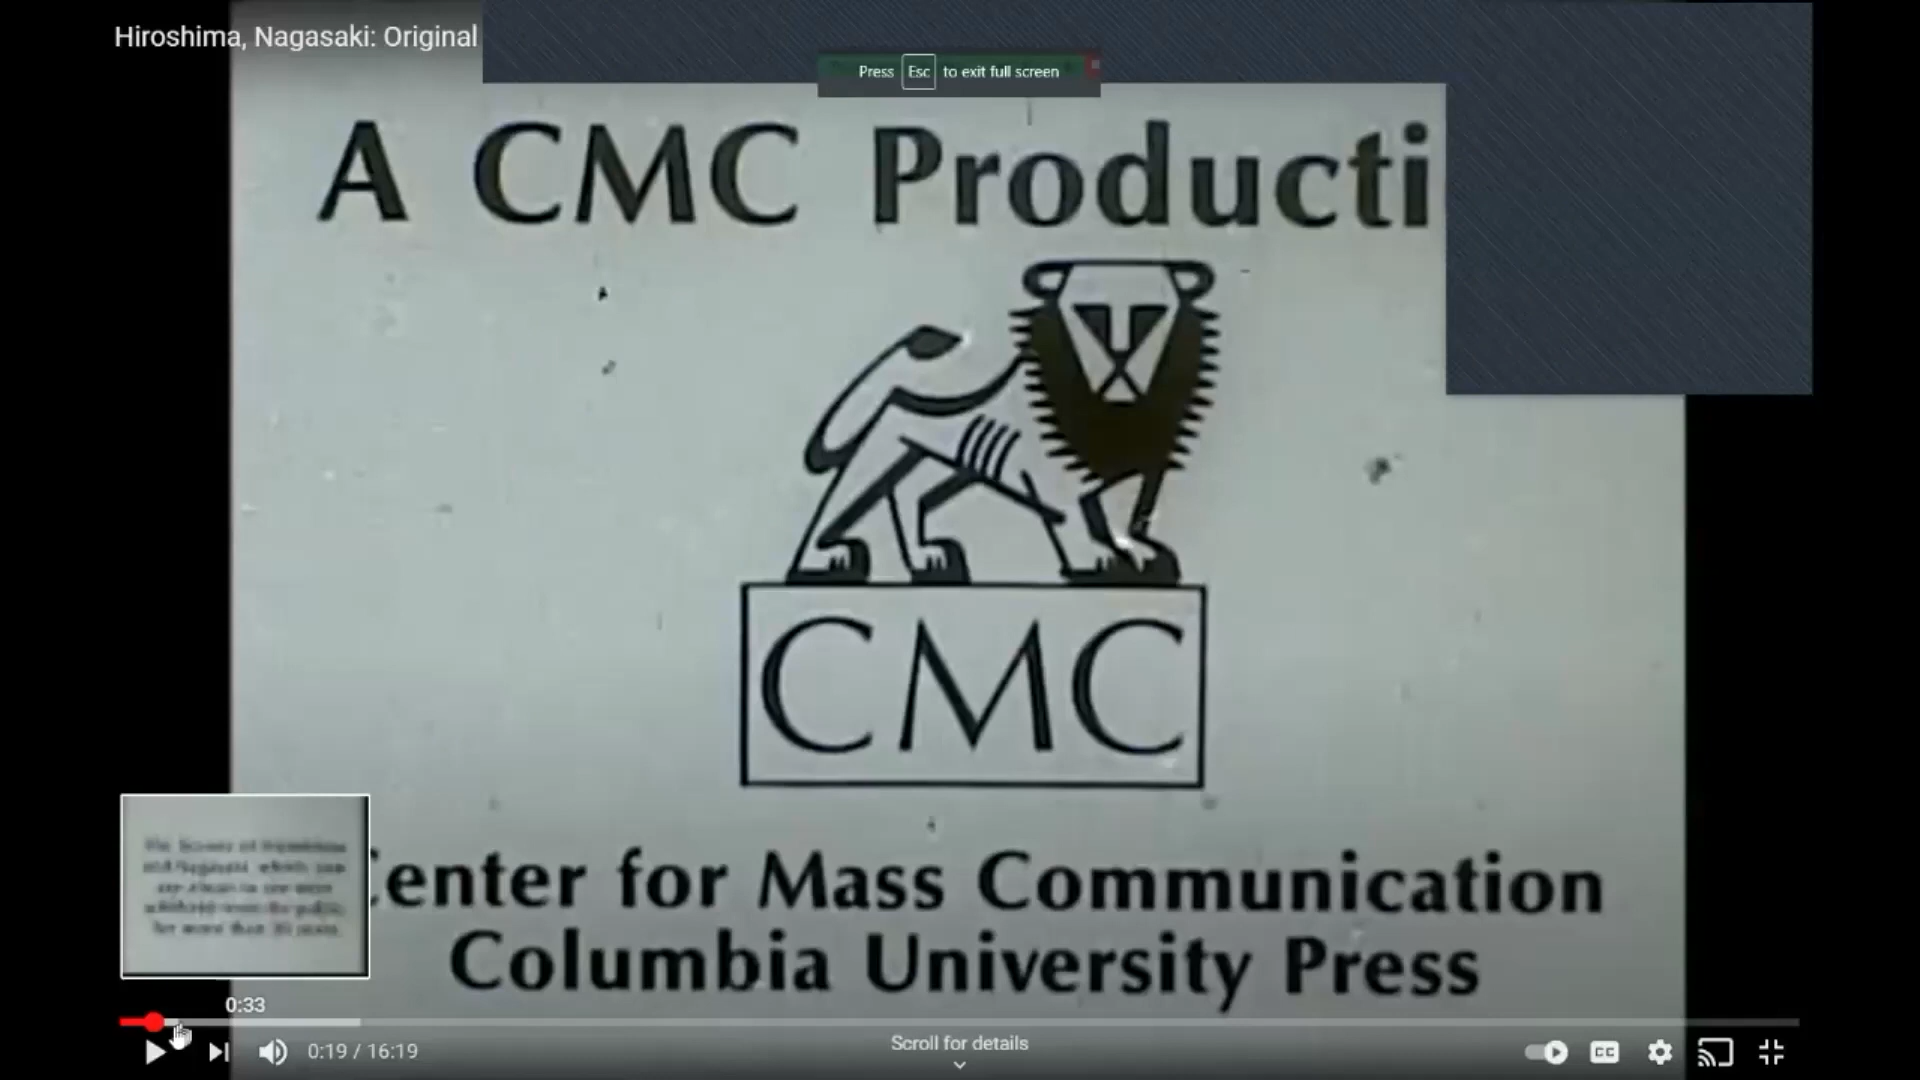 Hiroshima, Nagasaki: Original
Press Esc to exit full screen
A CMC Producti
CMC
enter for Mass Communication
Columbia University Press
0:33
0:19 / 16:19
Scroll for details
CC